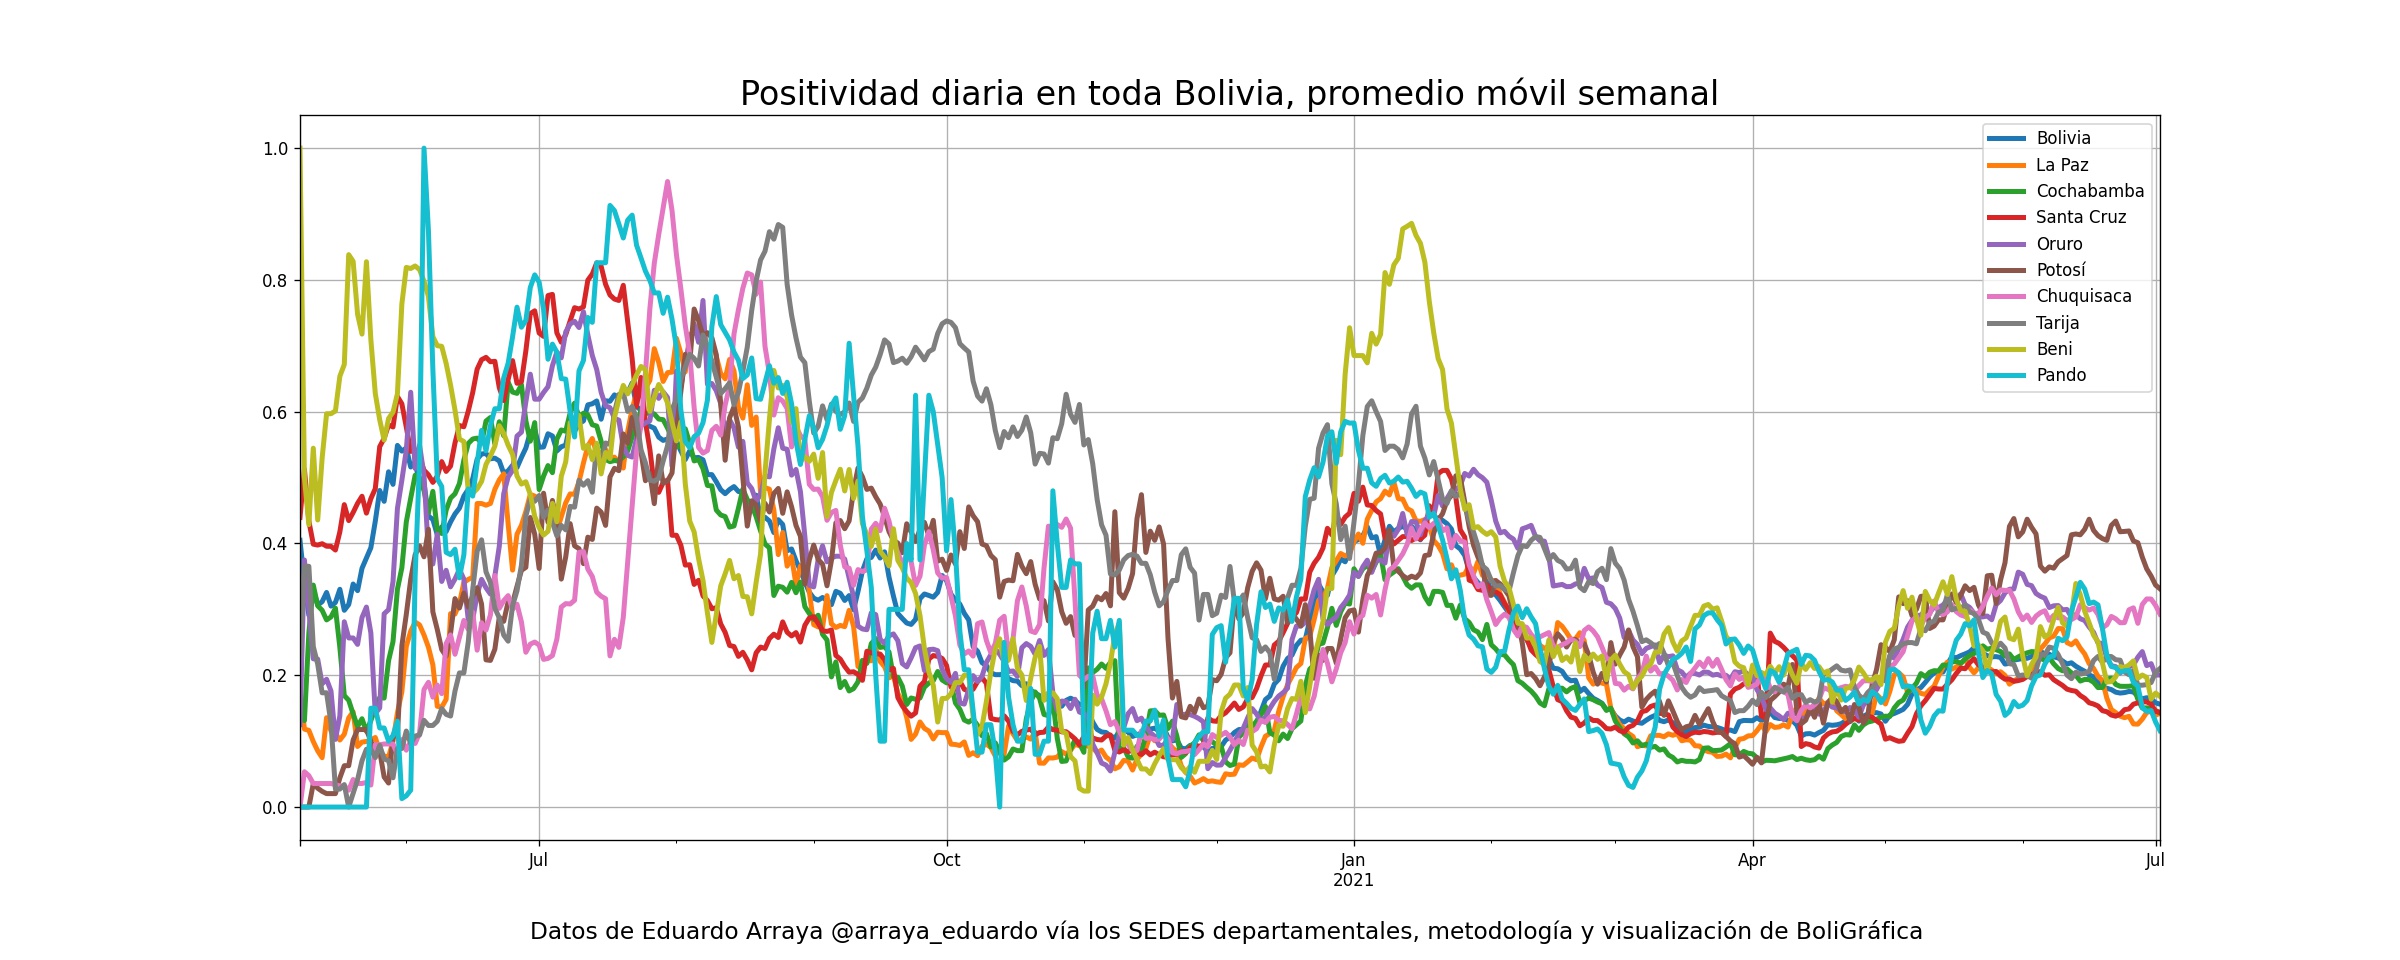 Positividad diaria en toda Bolivia, promedio móvil semanal
1.0
0.8
0.6
0.4
0.2
0.0
Bolivia
La Paz
Cochabamba
Santa Cruz
Oruro
Potosí
Chuquisaca
Tarija
Beni
Pando
Jul Oct Jan Apr Jul
2021
Datos de Eduardo Arraya @arraya_eduardo vía los SEDES departamentales, metodología y visualización de BoliGráfica